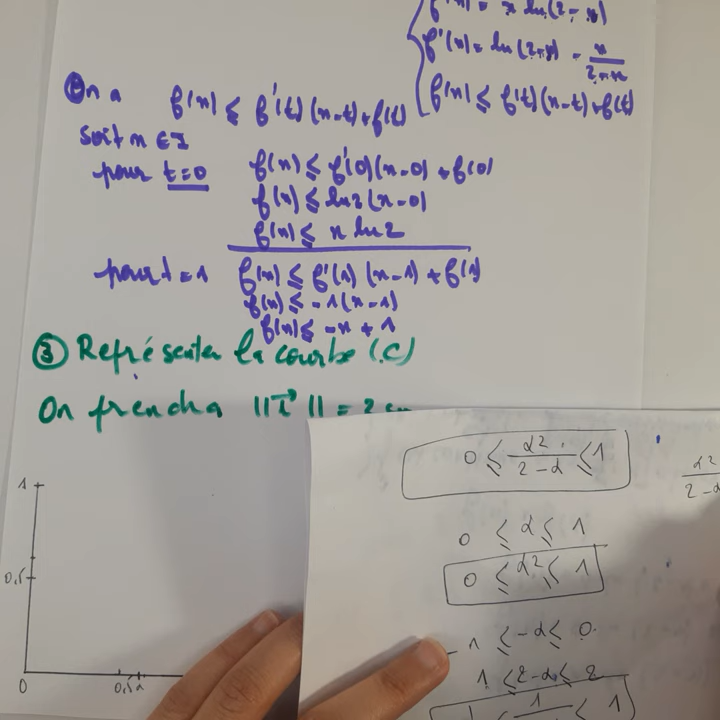 f'(x) = ln(2-x) - x/(2-x)
f(x) ≤ f'(t)(x-t)+f(t)
On a f(x) ≤ f'(t)(x-t)+f(t)
soit x ∈ I
pour t=0 f(x) ≤ f'(0)(x-0) + f(0)
f(x) ≤ ln2(x-0)
f(x) ≤ x ln2
pour t=1 f(x) ≤ f'(1)(x-1) + f(1)
f(x) ≤ -1(x-1)
f(x) ≤ -x + 1
③ Représenter la courbe (C)
On prendra ||i|| = 2 cm
1
0,5
0 0,5 α
0 ≤ α2/(2-α) ≤ 1
α2/(2-α
0 ≤ α ≤ 1
0 ≤ α2 ≤ 1
-1 ≤ -α ≤ 0
1 ≤ 2-α ≤ 2